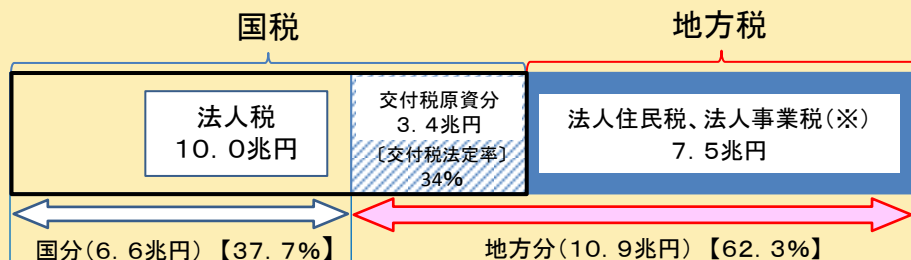 国税
地方税
法人税
10.0兆円
交付税原資分
3.4兆円
〔交付税法定率〕
34%
法人住民税、法人事業税(※)
7.5兆円
国分(6.6兆円)【37.7%】
地方分(10.9兆円)【62.3%】